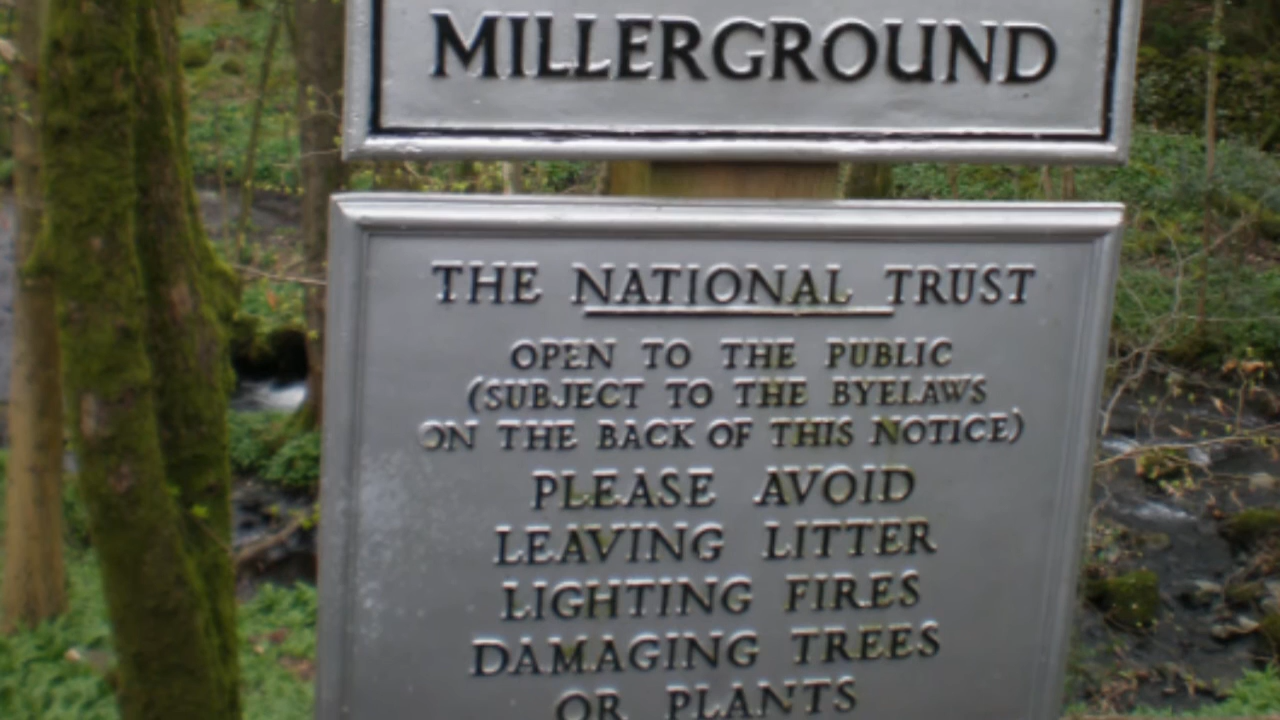 MILLERGROUND
THE NATIONAL TRUST
OPEN TO THE PUBLIC
(SUBJECT TO THE BYELAWS
ON THE BACK OF THIS NOTICE)
PLEASE AVOID
LEAVING LITTER
LIGHTING FIRES
DAMAGING TREES
OR PLANTS